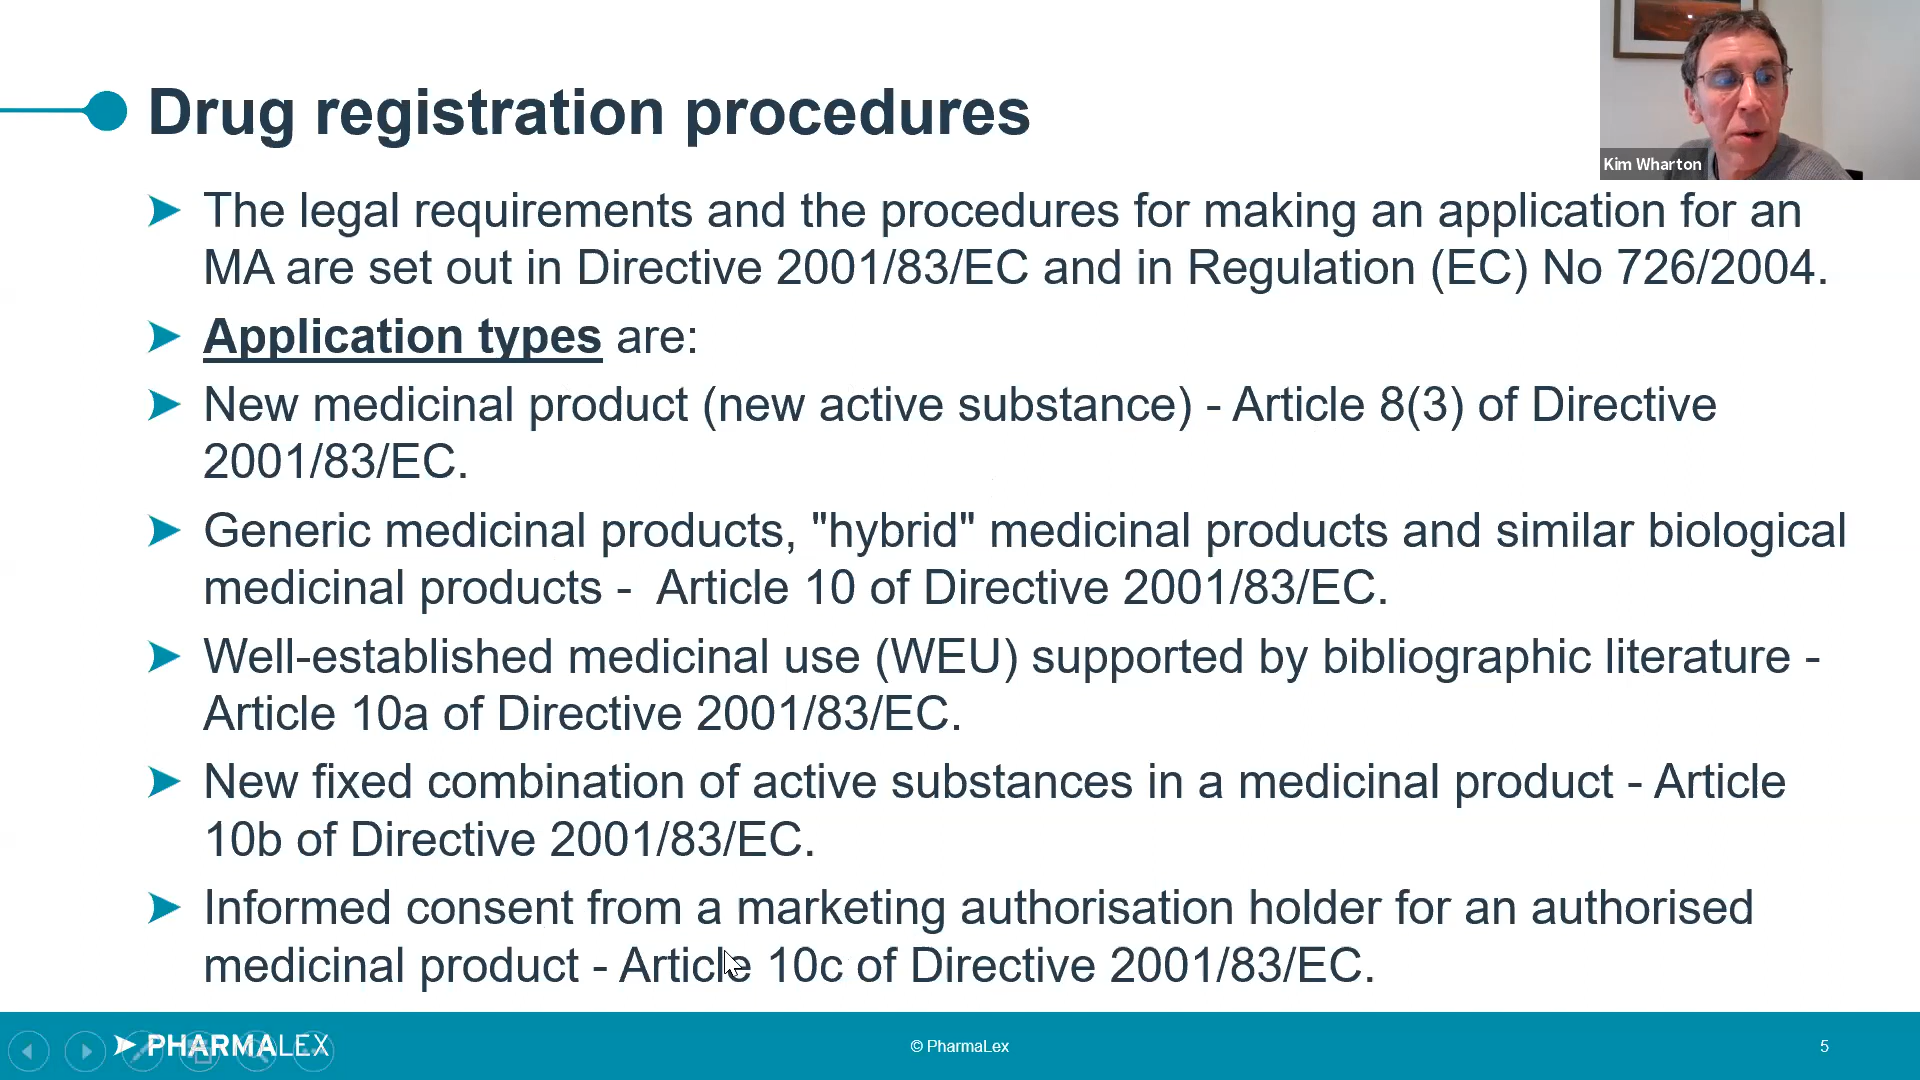 Drug registration procedures
Kim Wharton
The legal requirements and the procedures for making an application for an
MA are set out in Directive 2001/83/EC and in Regulation (EC) No 726/2004.
Application types are:
New medicinal product (new active substance) - Article 8(3) of Directive
2001/83/EC.
Generic medicinal products, "hybrid" medicinal products and similar biological
medicinal products -  Article 10 of Directive 2001/83/EC.
Well-established medicinal use (WEU) supported by bibliographic literature -
Article 10a of Directive 2001/83/EC.
New fixed combination of active substances in a medicinal product - Article
10b of Directive 2001/83/EC.
Informed consent from a marketing authorisation holder for an authorised
medicinal product - Article 10c of Directive 2001/83/EC.
PHARMALEX
© PharmaLex
5